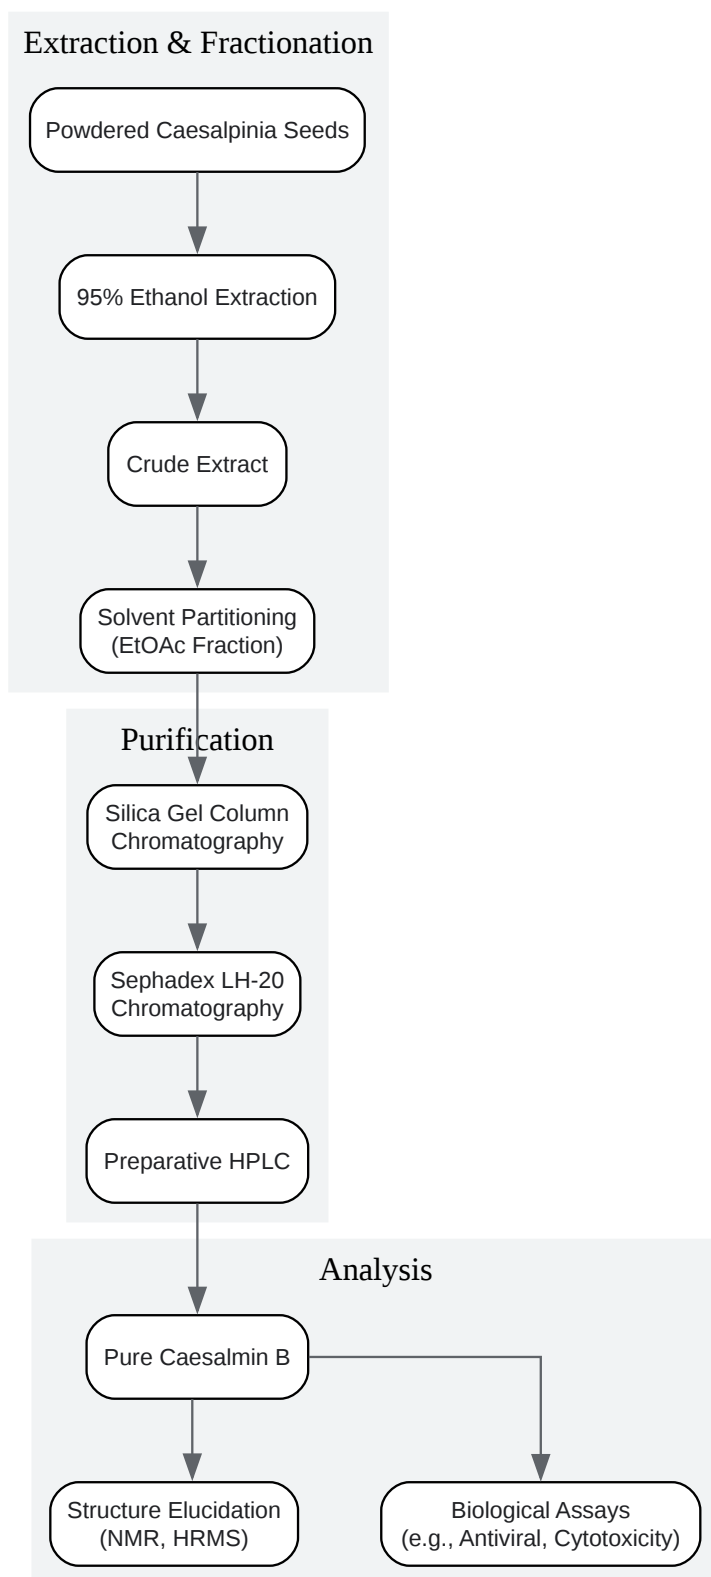 Extraction & Fractionation
Powdered Caesalpinia Seeds
95% Ethanol Extraction
Crude Extract
Solvent Partitioning
(EtOAc Fraction)
Purification
Silica Gel Column
Chromatography
Sephadex LH-20
Chromatography
Preparative HPLC
Analysis
Pure Caesalmin B
Structure Elucidation
(NMR, HRMS)
Biological Assays
(e.g., Antiviral, Cytotoxicity)